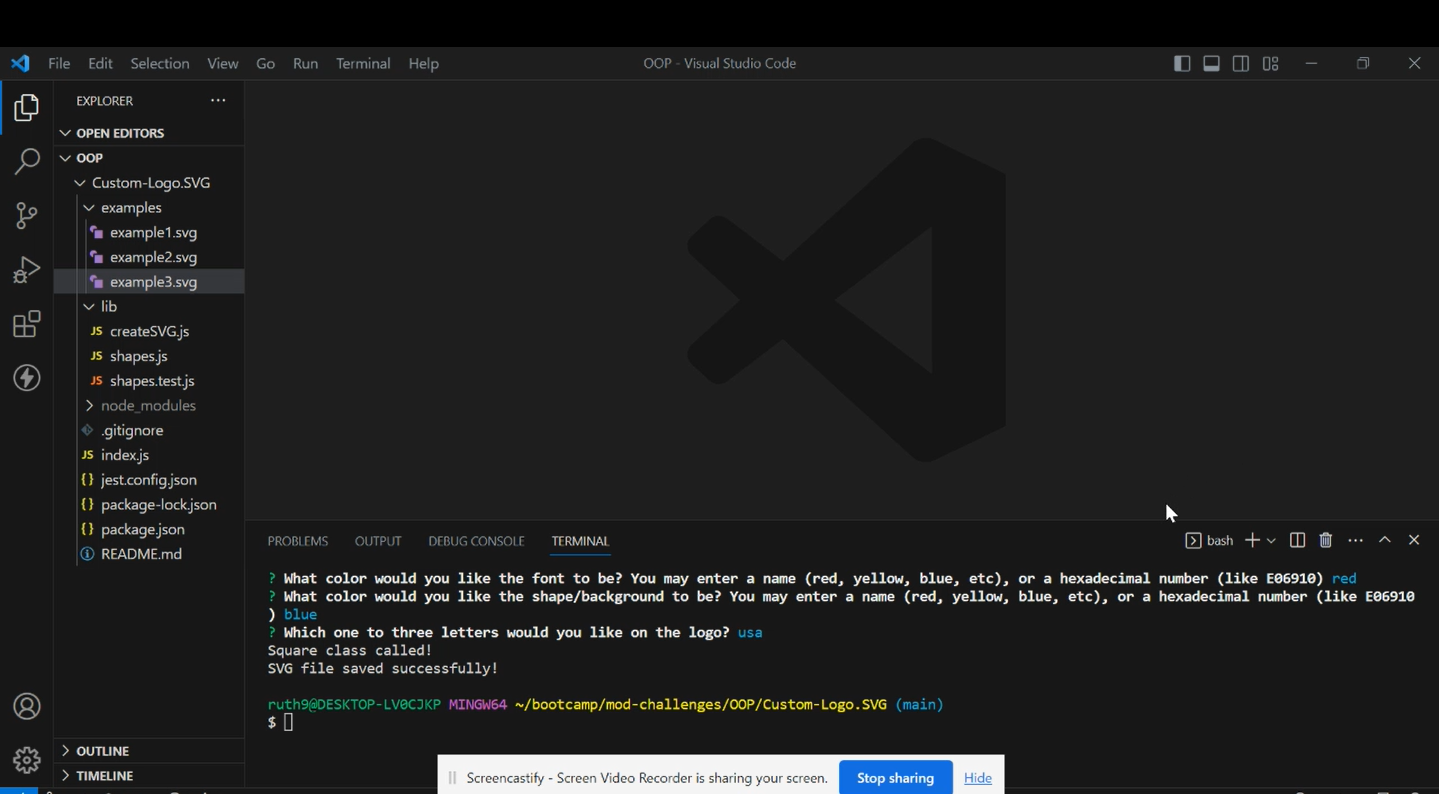 File Edit Selection View Go Run Terminal Help OOP - Visual Studio Code
EXPLORER
OPEN EDITORS
OOP
Custom-Logo.SVG
examples
example1.svg
example2.svg
example3.svg
lib
JS createSVG.js
JS shapes.js
JS shapes.test.js
node_modules
.gitignore
JS index.js
{} jest.config.json
{} package-lock.json
{} package.json
README.md
OUTLINE
TIMELINE
PROBLEMS OUTPUT DEBUG CONSOLE TERMINAL bash
? What color would you like the font to be? You may enter a name (red, yellow, blue, etc), or a hexadecimal number (like E06910) red
? What color would you like the shape/background to be? You may enter a name (red, yellow, blue, etc), or a hexadecimal number (like E06910
) blue
? Which one to three letters would you like on the logo? usa
Square class called!
SVG file saved successfully!
ruth9@DESKTOP-LV0CJKP MINGW64 ~/bootcamp/mod-challenges/OOP/Custom-Logo.SVG (main)
$
Screencastify - Screen Video Recorder is sharing your screen. Stop sharing Hide